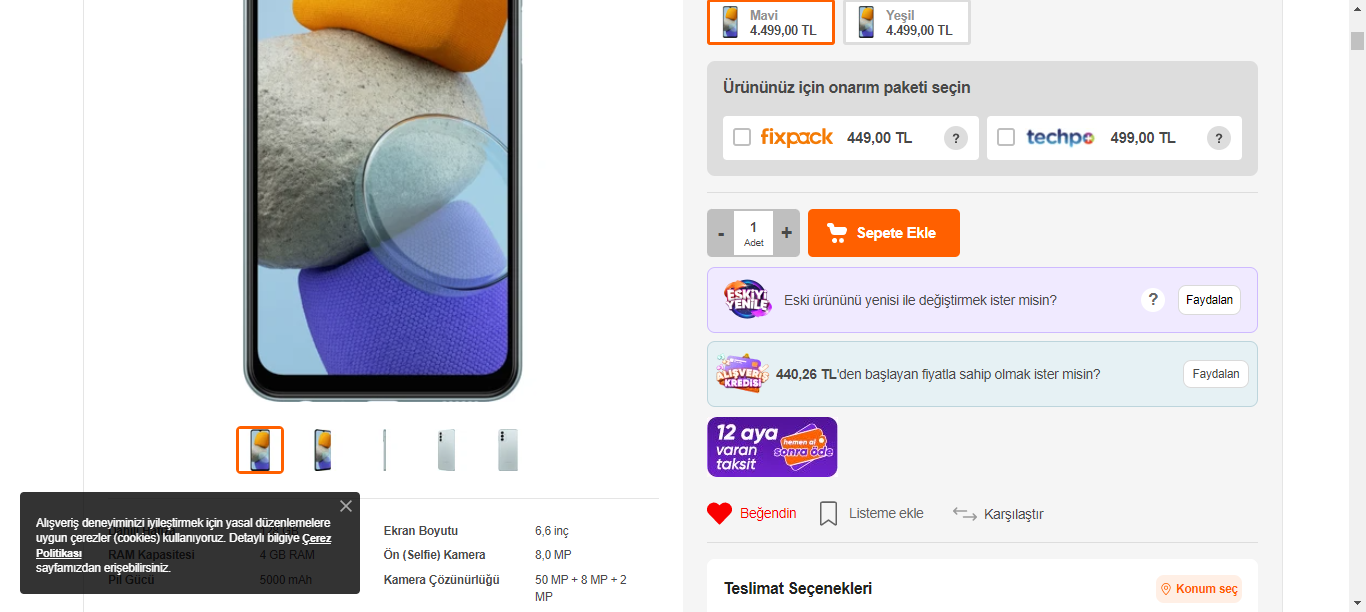 Mavi
4.499,00 TL
Yeşil
4.499,00 TL
Ürününüz için onarım paketi seçin
fixpack 449,00 TL ?
techpo 499,00 TL ?
- 1 +
Adet
Sepete Ekle
ESKİYİ
YENİLE
Eski ürününü yenisi ile değiştirmek ister misin? ? Faydalan
ALIŞVERİŞ
KREDİSİ
440,26 TL'den başlayan fiyatla sahip olmak ister misin? Faydalan
12 aya
varan
taksit
hemen al
sonra öde
Beğendin Listeme ekle Karşılaştır
Teslimat Seçenekleri Konum seç
Alışveriş deneyiminizi iyileştirmek için yasal düzenlemelere
uygun çerezler (cookies) kullanıyoruz. Detaylı bilgiye Çerez
Politikası
sayfamızdan erişebilirsiniz.
128 GB
RAM Kapasitesi 4 GB RAM
Pil Gücü 5000 mAh
Ekran Boyutu 6,6 inç
Ön (Selfie) Kamera 8,0 MP
Kamera Çözünürlüğü 50 MP + 8 MP + 2
MP